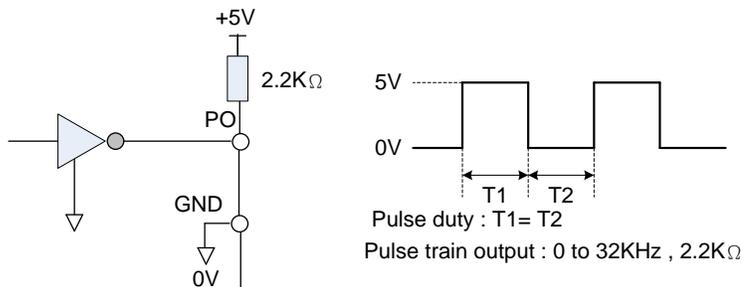 +5V
2.2KΩ
PO
GND
0V
5V
0V
T1 T2
Pulse duty : T1= T2
Pulse train output : 0 to 32KHz , 2.2KΩ